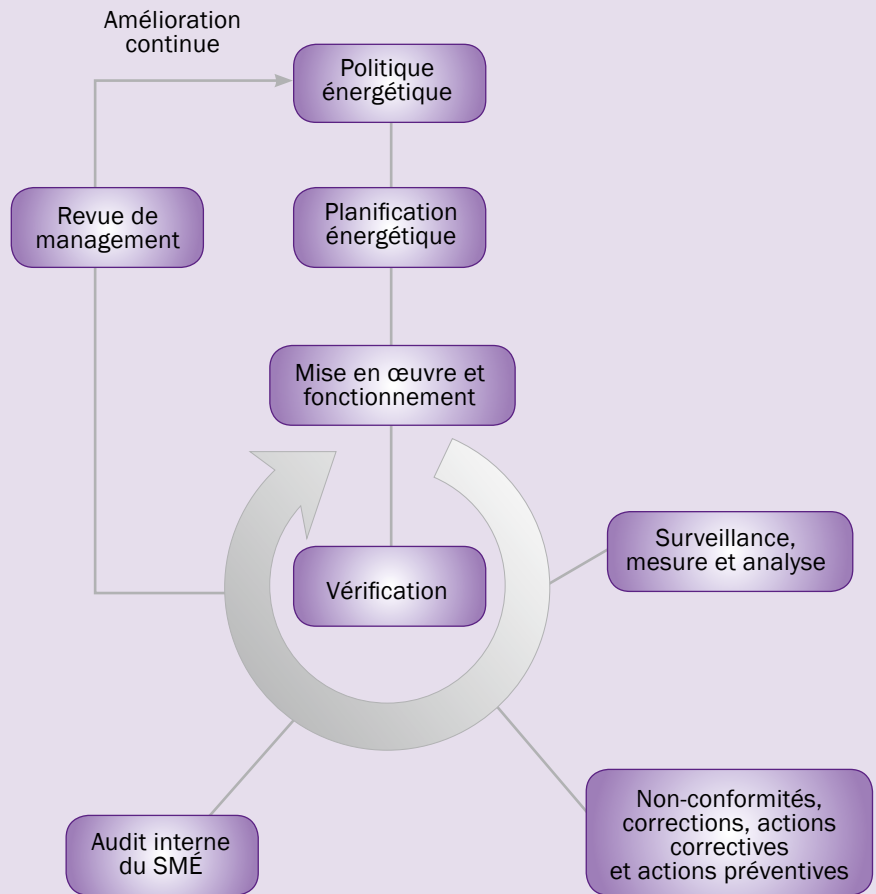 Amélioration
continue
Politique
énergétique
Revue de
management
Planification
énergétique
Mise en œuvre et
fonctionnement
Vérification
Surveillance,
mesure et analyse
Audit interne
du SMÉ
Non-conformités,
corrections, actions
correctives
et actions préventives